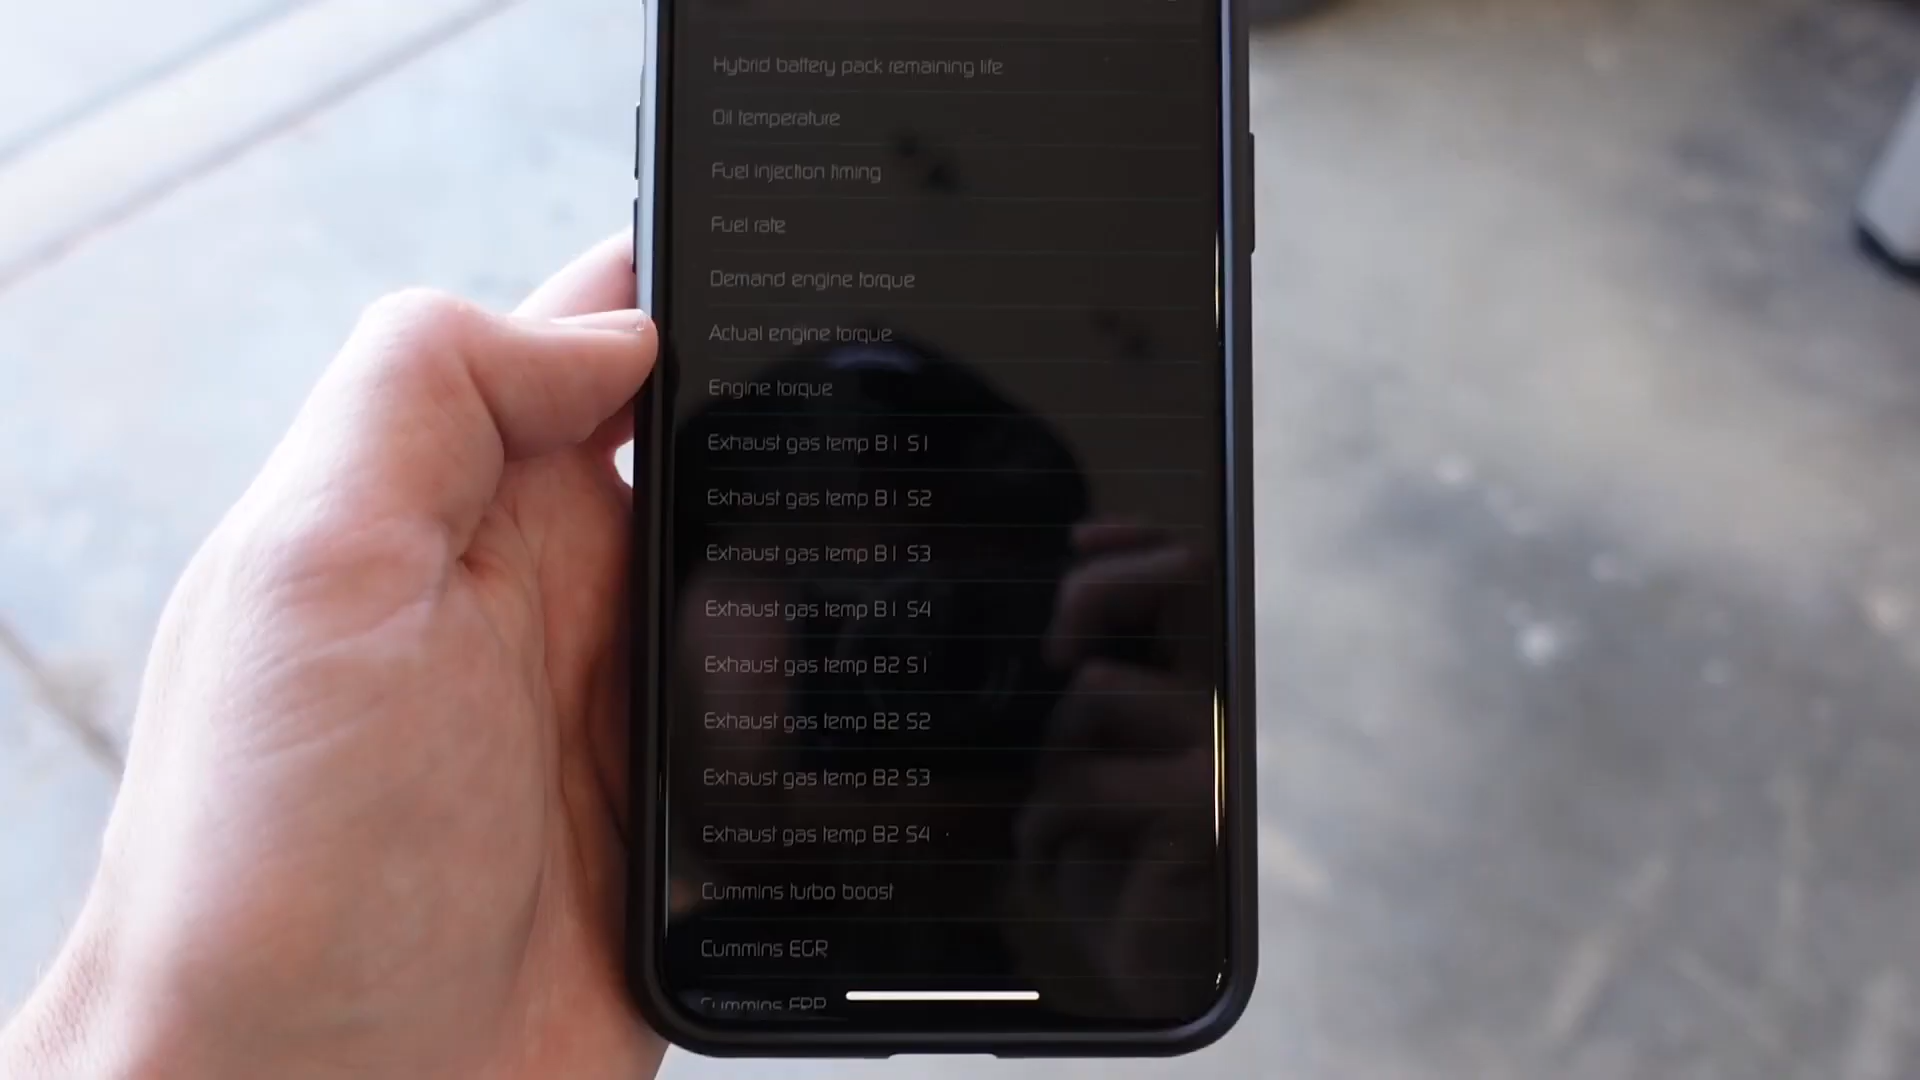 Hybrid battery pack remaining life
Oil temperature
Fuel injection timing
Fuel rate
Demand engine torque
Actual engine torque
Engine torque
Exhaust gas temp B1 S1
Exhaust gas temp B1 S2
Exhaust gas temp B1 S3
Exhaust gas temp B1 S4
Exhaust gas temp B2 S1
Exhaust gas temp B2 S2
Exhaust gas temp B2 S3
Exhaust gas temp B2 S4
Cummins turbo boost
Cummins EGR
Cummins